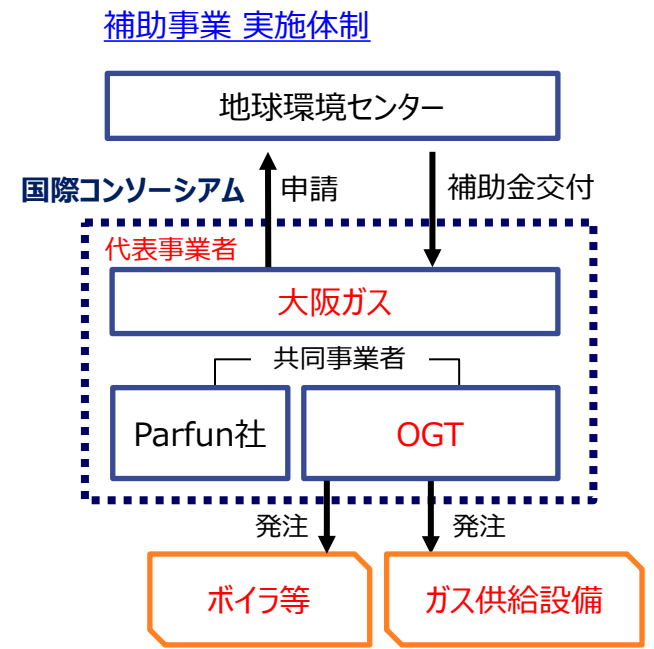 補助事業 実施体制
地球環境センター
国際コンソーシアム
申請
補助金交付
代表事業者
大阪ガス
共同事業者
Parfun社
OGT
発注
発注
ボイラ等
ガス供給設備